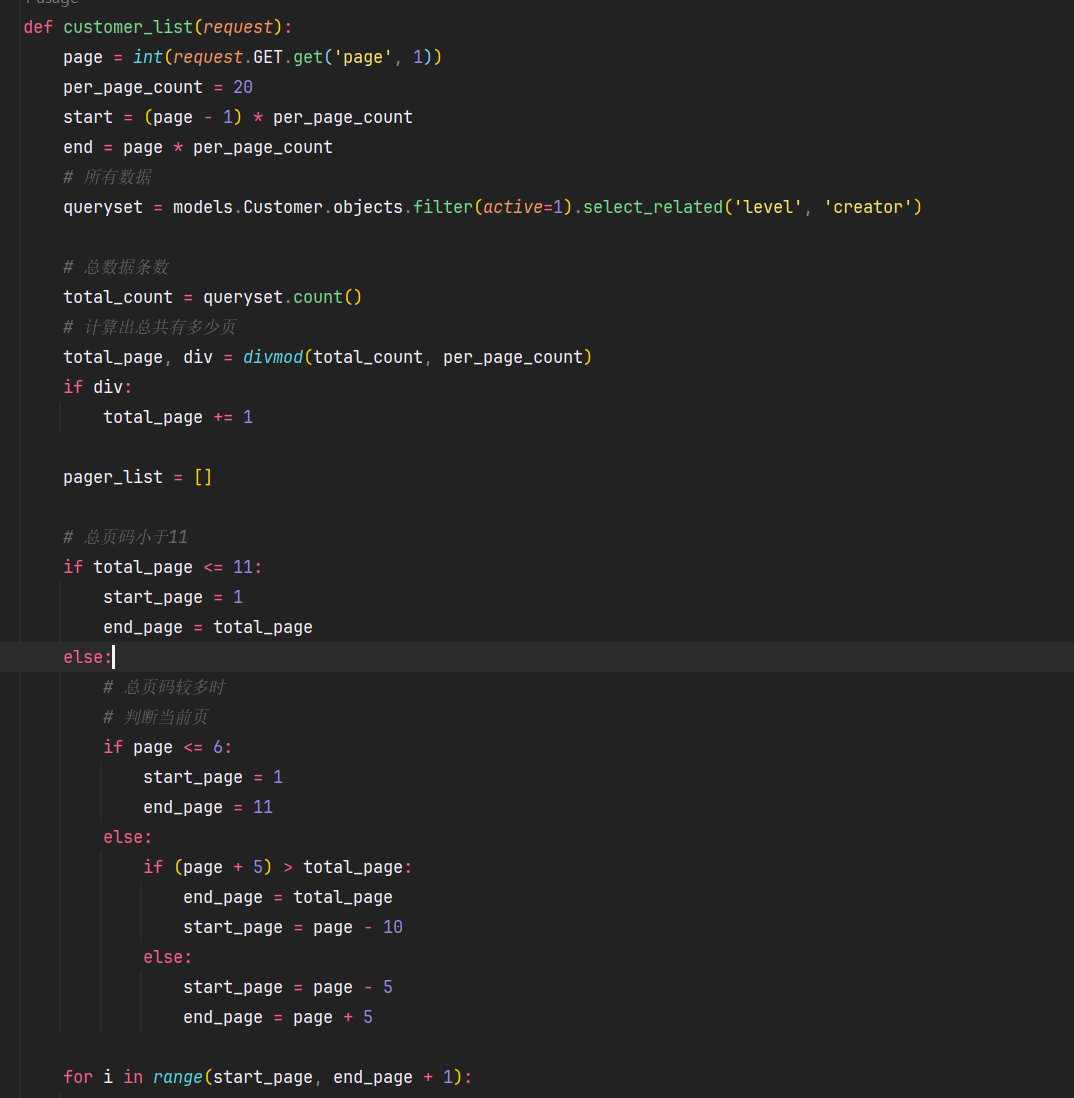 usage
def customer_list(request):
    page = int(request.GET.get('page', 1))
    per_page_count = 20
    start = (page - 1) * per_page_count
    end = page * per_page_count
    # 所有数据
    queryset = models.Customer.objects.filter(active=1).select_related('level', 'creator')
    # 总数据条数
    total_count = queryset.count()
    # 计算出总共有多少页
    total_page, div = divmod(total_count, per_page_count)
    if div:
        total_page += 1
    pager_list = []
    # 总页码小于11
    if total_page <= 11:
        start_page = 1
        end_page = total_page
    else:
        # 总页码较多时
        # 判断当前页
        if page <= 6:
            start_page = 1
            end_page = 11
        else:
            if (page + 5) > total_page:
                end_page = total_page
                start_page = page - 10
            else:
                start_page = page - 5
                end_page = page + 5
    for i in range(start_page, end_page + 1):